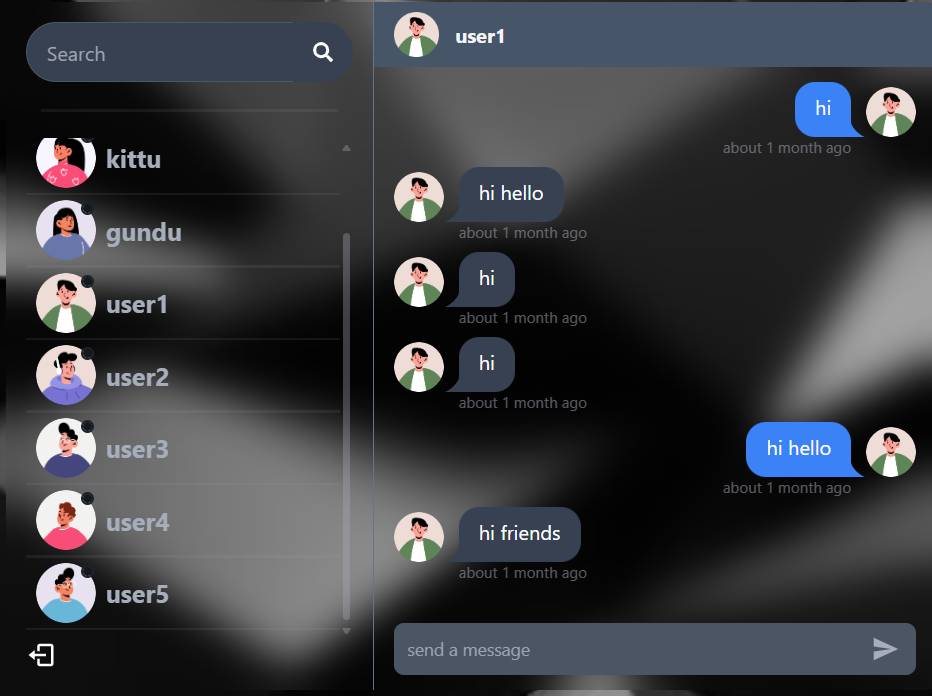 Search
kittu
gundu
user1
user2
user3
user4
user5
user1
hi
about 1 month ago
hi hello
about 1 month ago
hi
about 1 month ago
hi
about 1 month ago
hi hello
about 1 month ago
hi friends
about 1 month ago
send a message